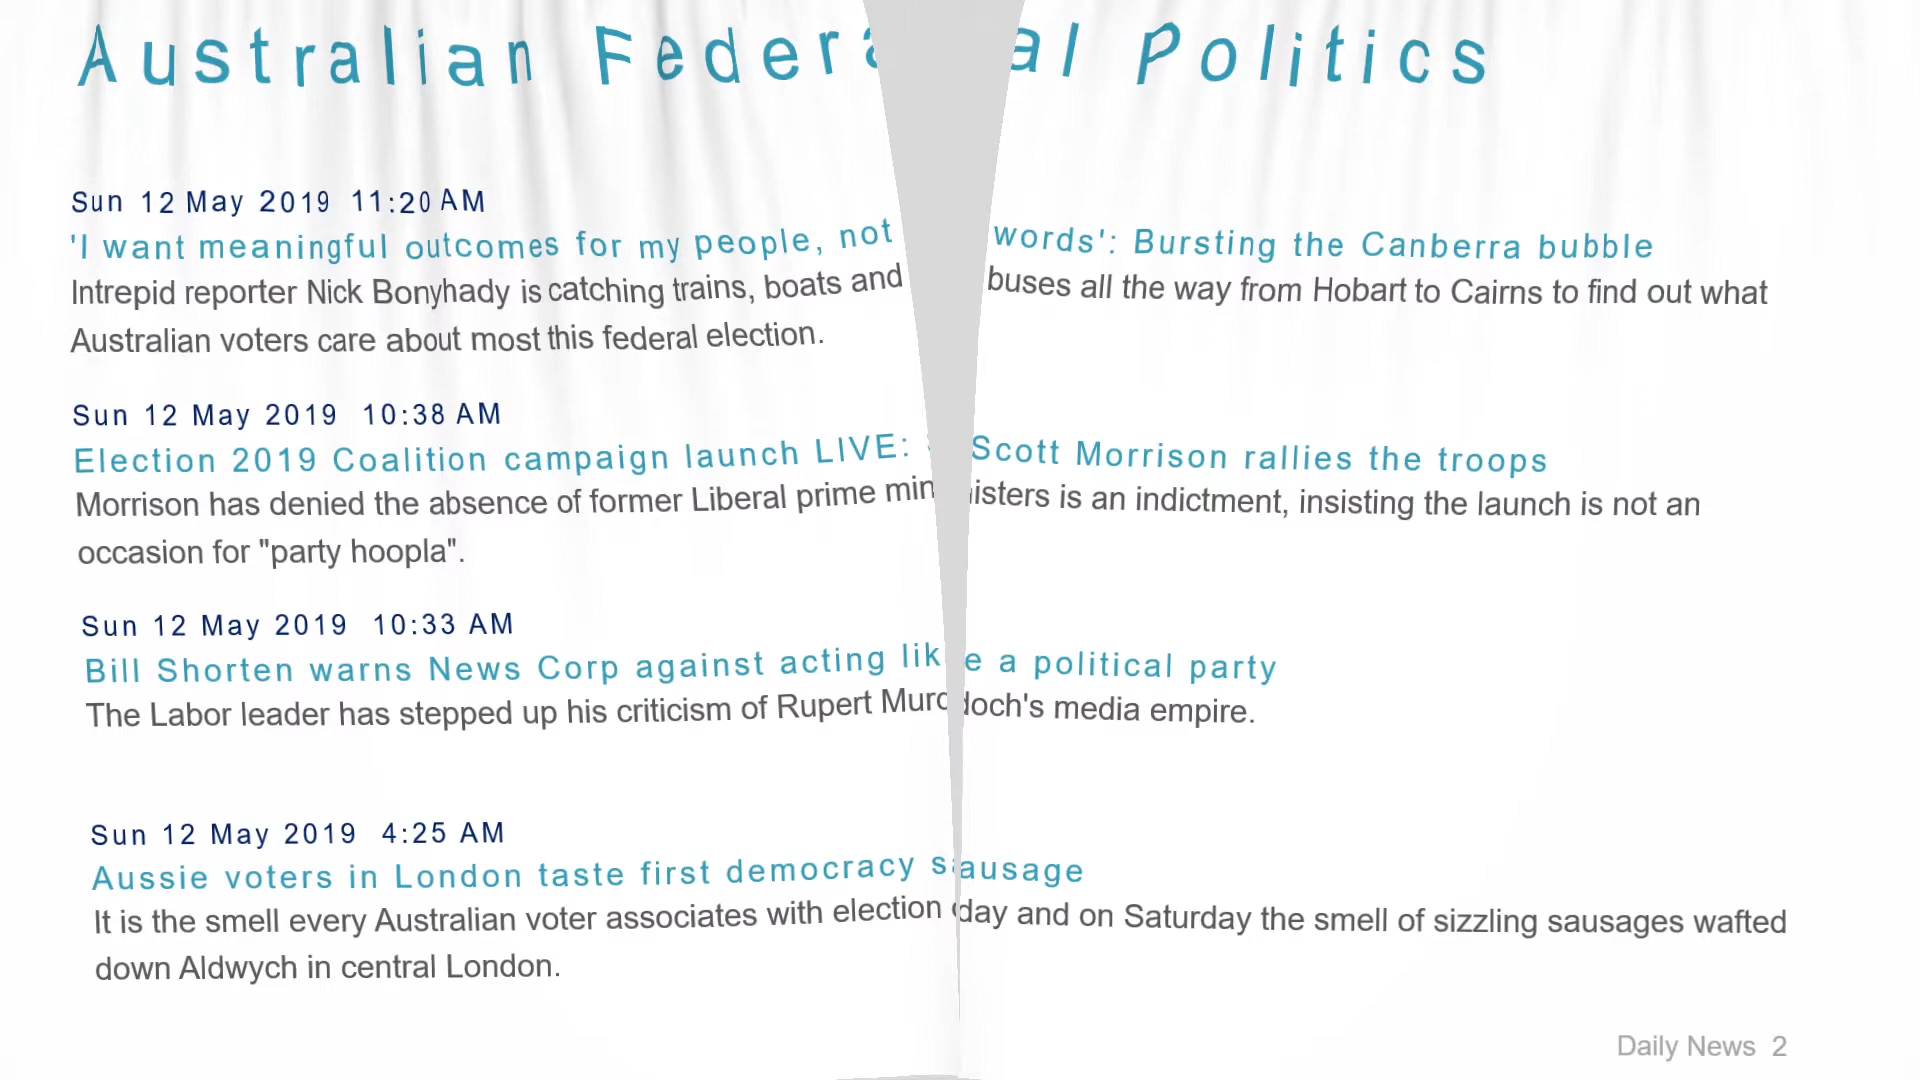 Australian Federal Politics
Sun 12 May 2019 11:20 AM
'I want meaningful outcomes for my people, not words': Bursting the Canberra bubble
Intrepid reporter Nick Bonyhady is catching trains, boats and buses all the way from Hobart to Cairns to find out what
Australian voters care about most this federal election.
Sun 12 May 2019 10:38 AM
Election 2019 Coalition campaign launch LIVE: Scott Morrison rallies the troops
Morrison has denied the absence of former Liberal prime ministers is an indictment, insisting the launch is not an
occasion for "party hoopla".
Sun 12 May 2019 10:33 AM
Bill Shorten warns News Corp against acting like a political party
The Labor leader has stepped up his criticism of Rupert Murdoch's media empire.
Sun 12 May 2019 4:25 AM
Aussie voters in London taste first democracy sausage
It is the smell every Australian voter associates with election day and on Saturday the smell of sizzling sausages wafted
down Aldwych in central London.
Daily News 2